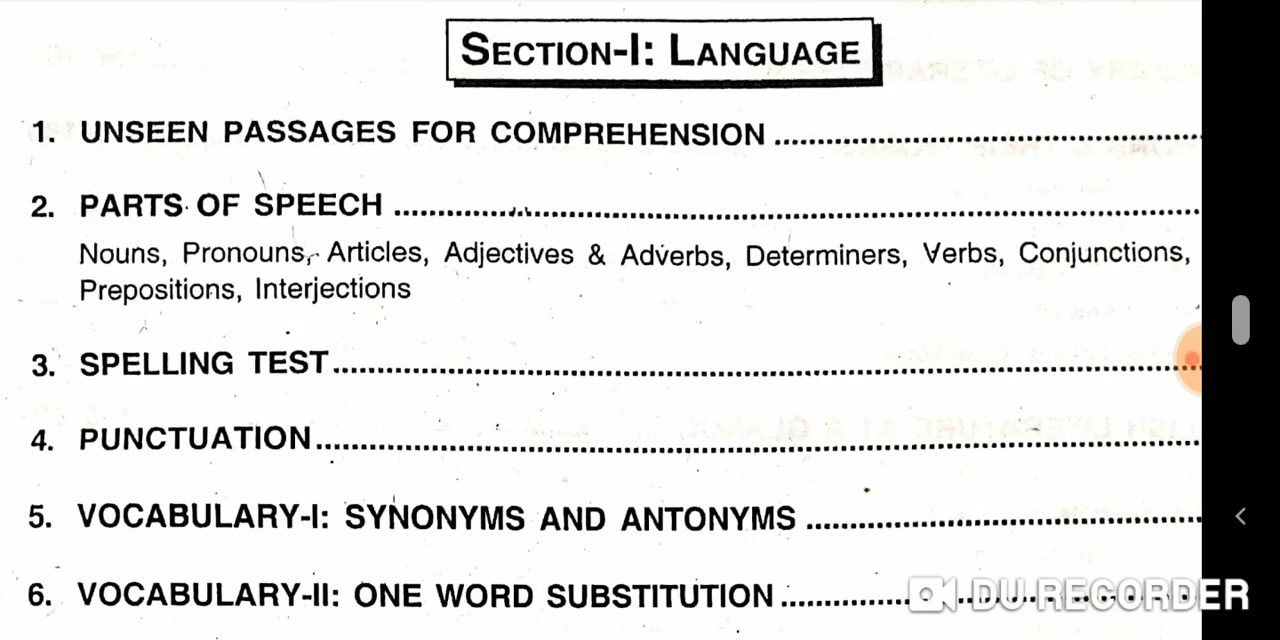 SECTION-I: LANGUAGE
1. UNSEEN PASSAGES FOR COMPREHENSION ........................................
2. PARTS OF SPEECH ........................................
Nouns, Pronouns, Articles, Adjectives & Adverbs, Determiners, Verbs, Conjunctions,
Prepositions, Interjections
3. SPELLING TEST ........................................
4. PUNCTUATION ........................................
5. VOCABULARY-I: SYNONYMS AND ANTONYMS ........................................
6. VOCABULARY-II: ONE WORD SUBSTITUTION ........................................
DU RECORDER